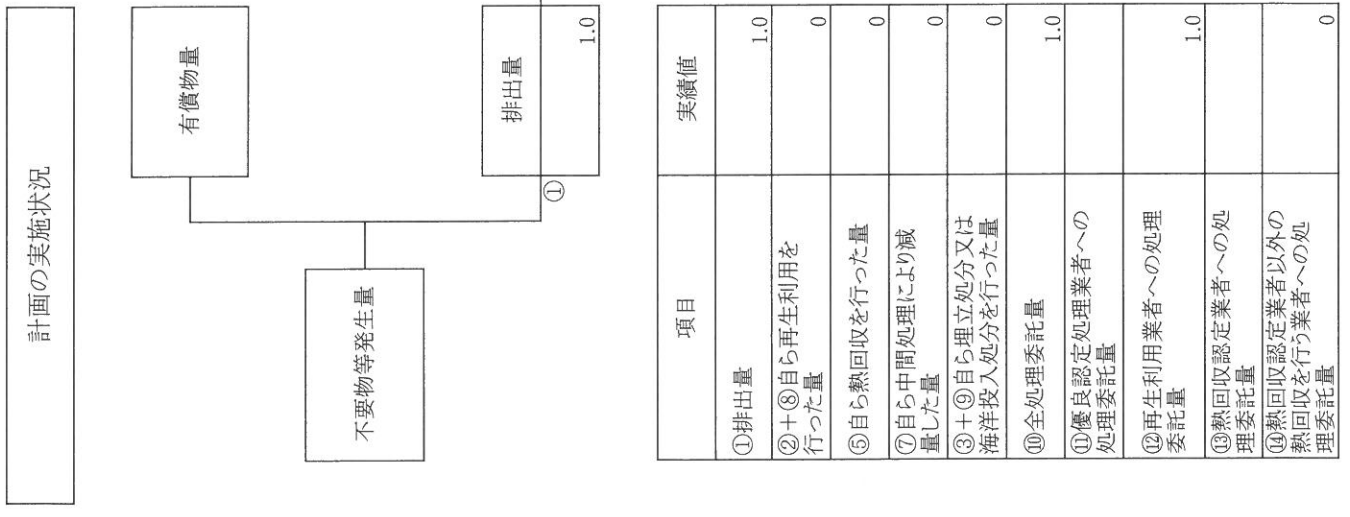 計画の実施状況
有償物量
不要物等発生量
①
排出量
1.0
項目
実績値
①排出量
1.0
②+⑧自ら再生利用を
行った量
0
⑤自ら熱回収を行った量
0
⑦自ら中間処理により減
量した量
0
③+⑨自ら埋立処分又は
海洋投入処分を行った量
0
⑩全処理委託量
1.0
⑪優良認定処理業者への
処理委託量
⑫再生利用業者への処理
委託量
1.0
⑬熱回収認定業者への処
理委託量
⑭熱回収認定業者以外の
熱回収を行う業者への処
理委託量
0